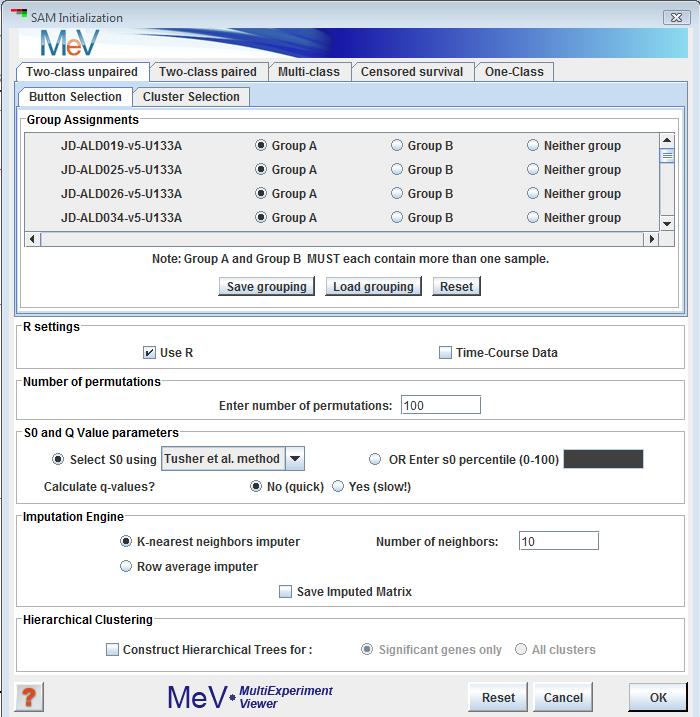 SAM Initialization
MeV
Two-class unpaired Two-class paired Multi-class Censored survival One-Class
Button Selection Cluster Selection
Group Assignments
JD-ALD019-v5-U133A Group A Group B Neither group
JD-ALD025-v5-U133A Group A Group B Neither group
JD-ALD026-v5-U133A Group A Group B Neither group
JD-ALD034-v5-U133A Group A Group B Neither group
Note: Group A and Group B MUST each contain more than one sample.
Save grouping Load grouping Reset
R settings
Use R Time-Course Data
Number of permutations
Enter number of permutations: 100
S0 and Q Value parameters
Select S0 using Tusher et al. method OR Enter s0 percentile (0-100)
Calculate q-values? No (quick) Yes (slow!)
Imputation Engine
K-nearest neighbors imputer Number of neighbors: 10
Row average imputer
Save Imputed Matrix
Hierarchical Clustering
Construct Hierarchical Trees for : Significant genes only All clusters
? MeV MultiExperiment Viewer Reset Cancel OK